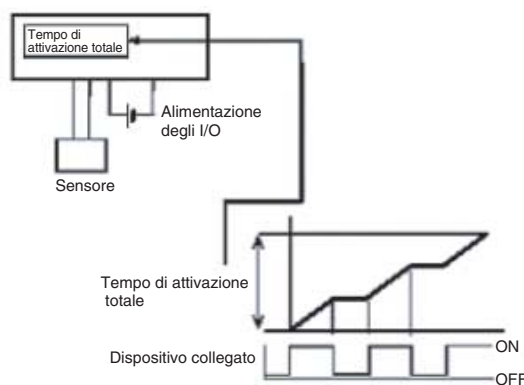 Tempo di
attivazione totale
Alimentazione
degli I/O
Sensore
Tempo di attivazione
totale
Dispositivo collegato
ON
OFF